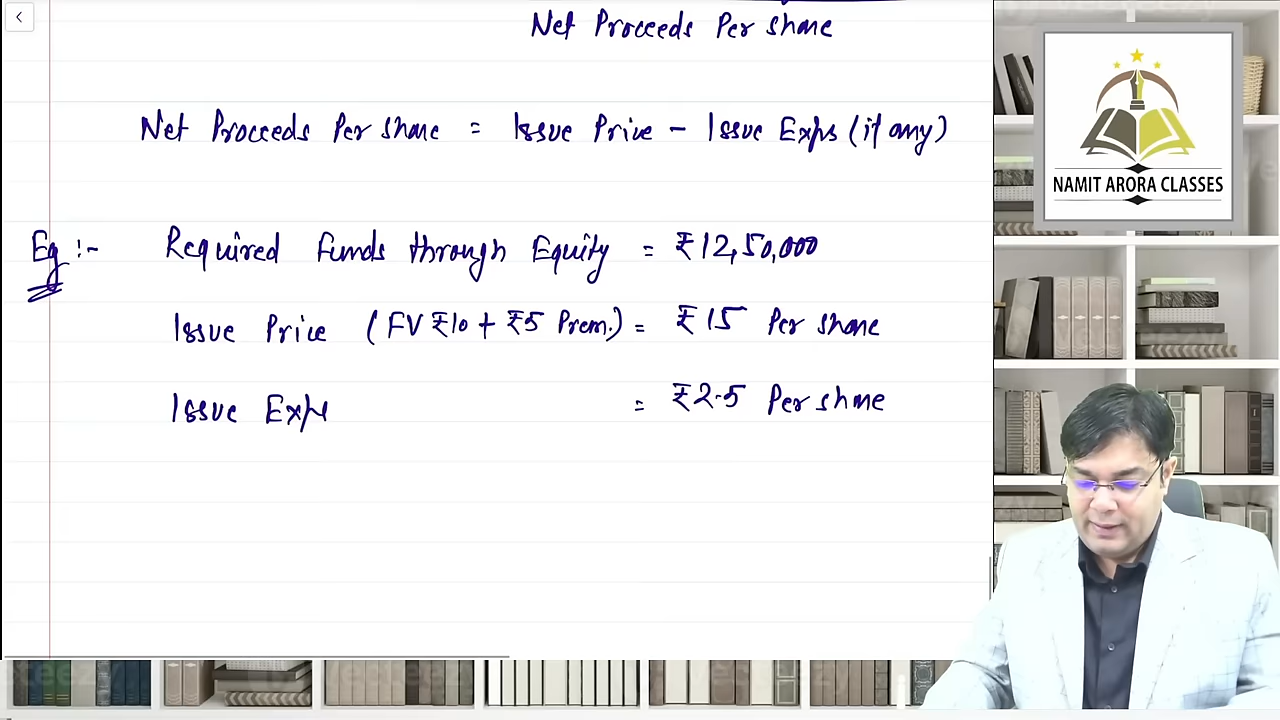 Net Proceeds Per share
Net Proceeds Per share = Issue Price - Issue Exps (if any)
Eg :- Required Funds through Equity = ₹12,50,000
Issue Price (FV ₹10 + ₹5 Prem.) = ₹15 Per share
Issue Exps = ₹2.5 Per share
NAMIT ARORA CLASSES